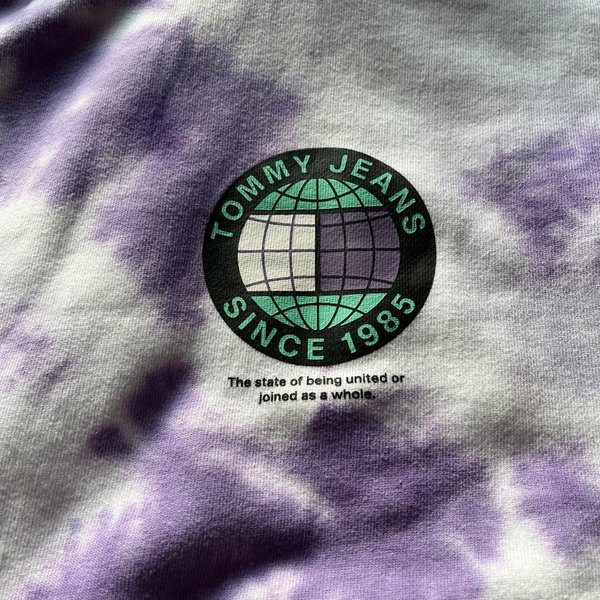 TOMMY JEANS
SINCE 1985
The state of being united or
joined as a whole.